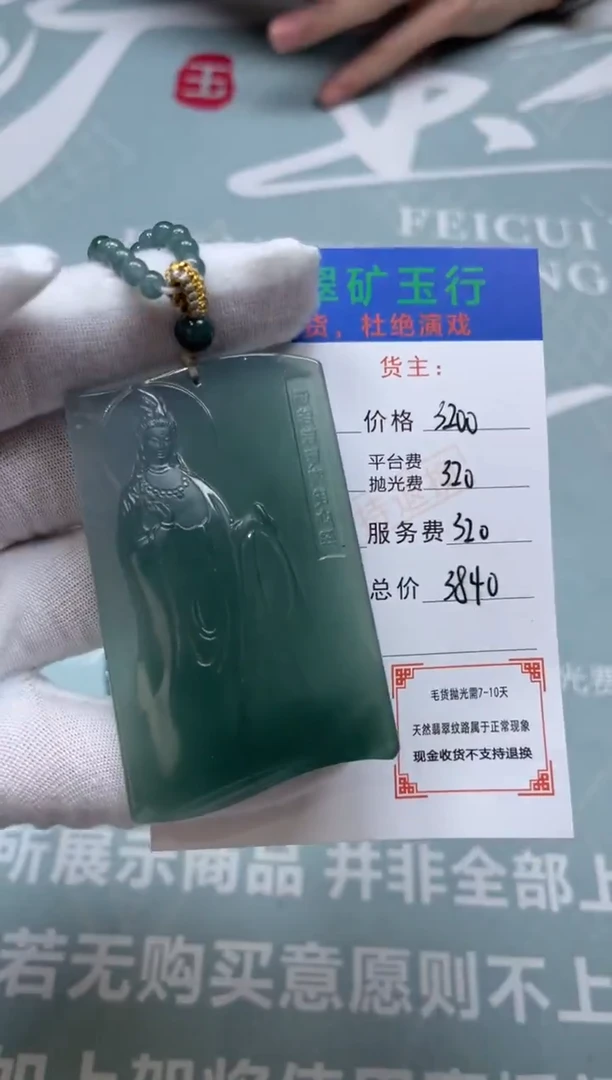 玉
FEICUI
NG
翠矿玉行
货，杜绝演戏
货主：
价格 3200
平台费
抛光费 320
服务费 320
总价 3840
毛货抛光需7-10天
天然翡翠纹路属于正常现象
现金收货不支持退换
光费
所展示商品 并非全部上
若无购买意愿则不上